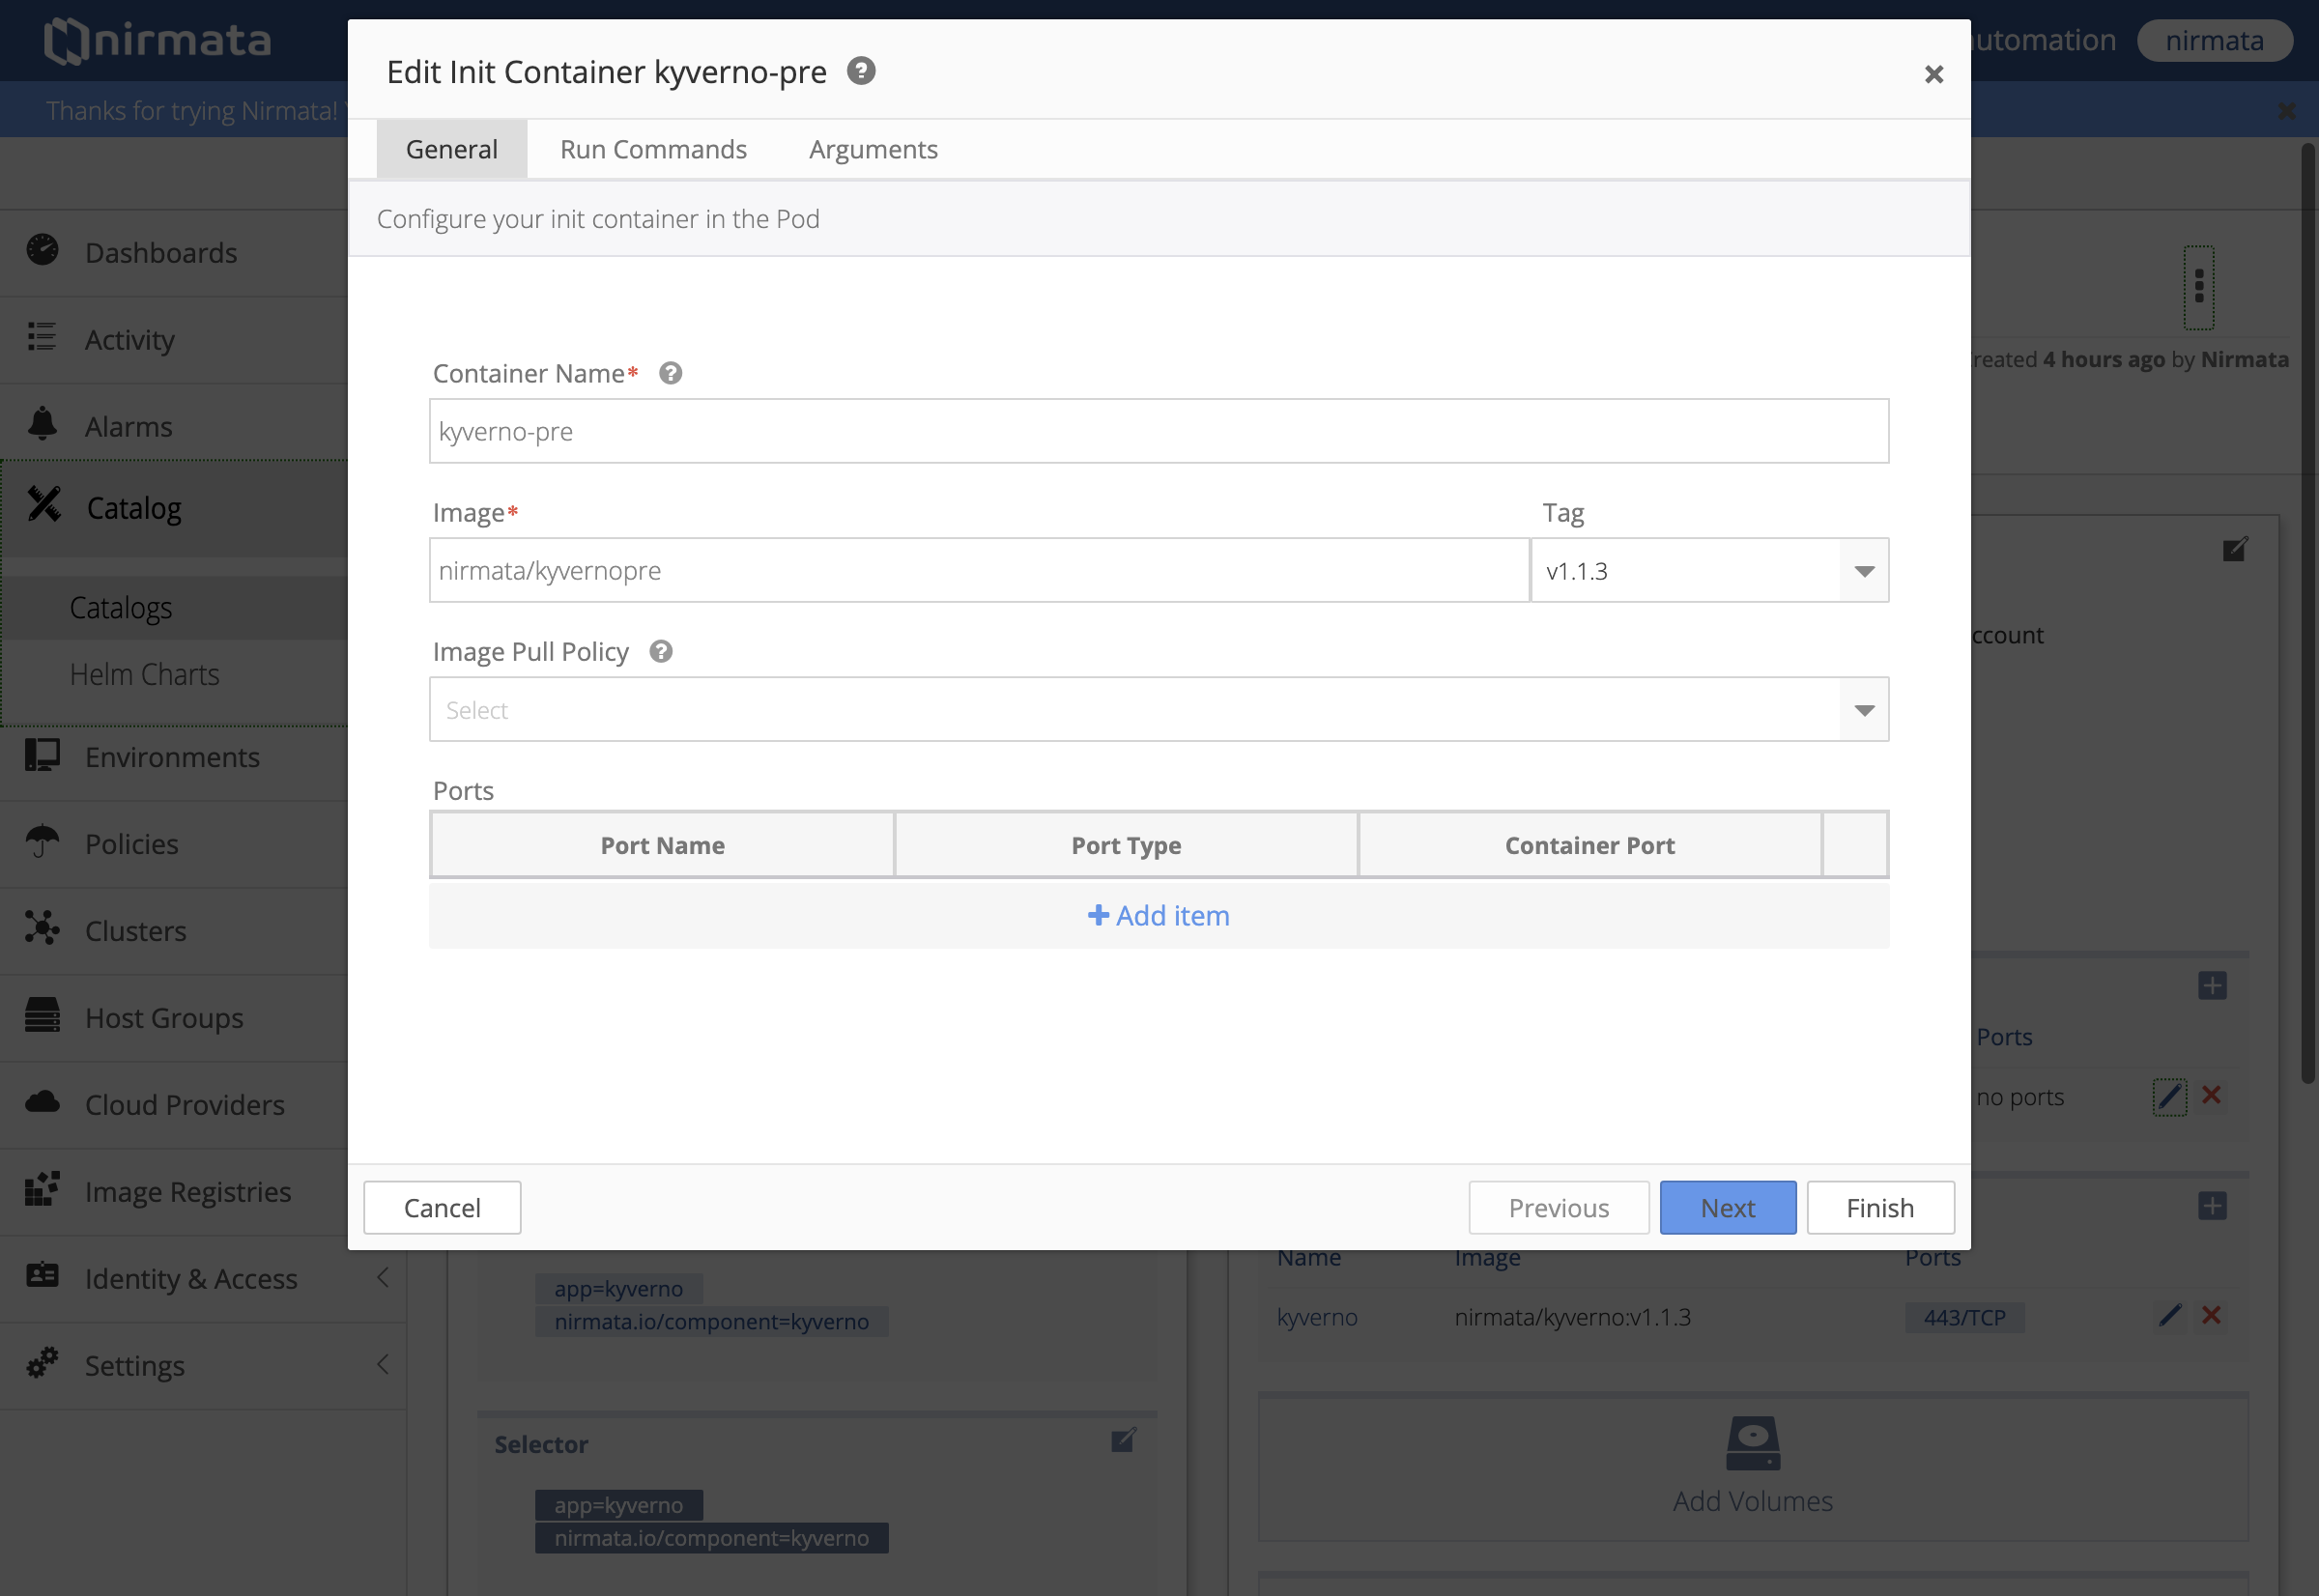 nirmata
automation
nirmata
Thanks for trying Nirmata!
Edit Init Container kyverno-pre
General
Run Commands
Arguments
Configure your init container in the Pod
Container Name*
kyverno-pre
Image*
Tag
nirmata/kyvernopre
v1.1.3
Image Pull Policy
Select
Ports
Port Name
Port Type
Container Port
Add item
Cancel
Previous
Next
Finish
Dashboards
Activity
Alarms
Catalog
Catalogs
Helm Charts
Environments
Policies
Clusters
Host Groups
Cloud Providers
Image Registries
Identity & Access
Settings
reated 4 hours ago by Nirmata
ccount
Ports
no ports
Name Image Ports
kyverno nirmata/kyverno:v1.1.3 443/TCP
app=kyverno
nirmata.io/component=kyverno
Selector
app=kyverno
nirmata.io/component=kyverno
Add Volumes